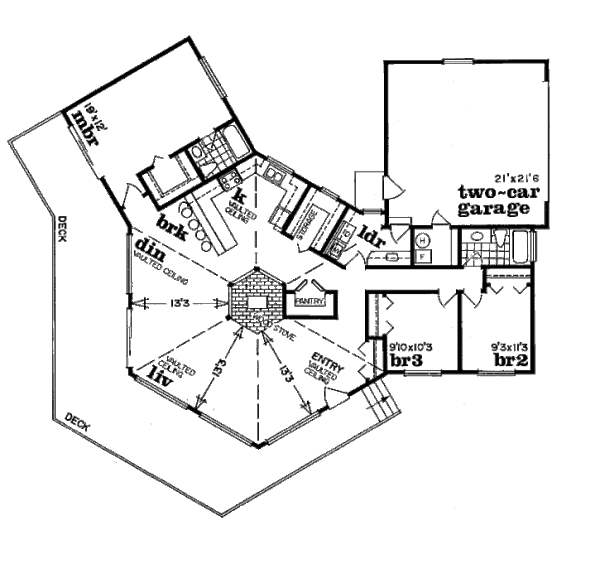 19'x12'
mbr
21'x21'6
two-car
garage
k
VAULTED
CEILING
STORAGE
ldr
brk
DECK
din
VAULTED CEILING
H
F
13'3
PANTRY
WOOD STOVE
9'10x10'3
br3
9'3x11'3
br2
ENTRY
VAULTED
CEILING
VAULTED
CEILING
liv
13'3
13'3
DECK